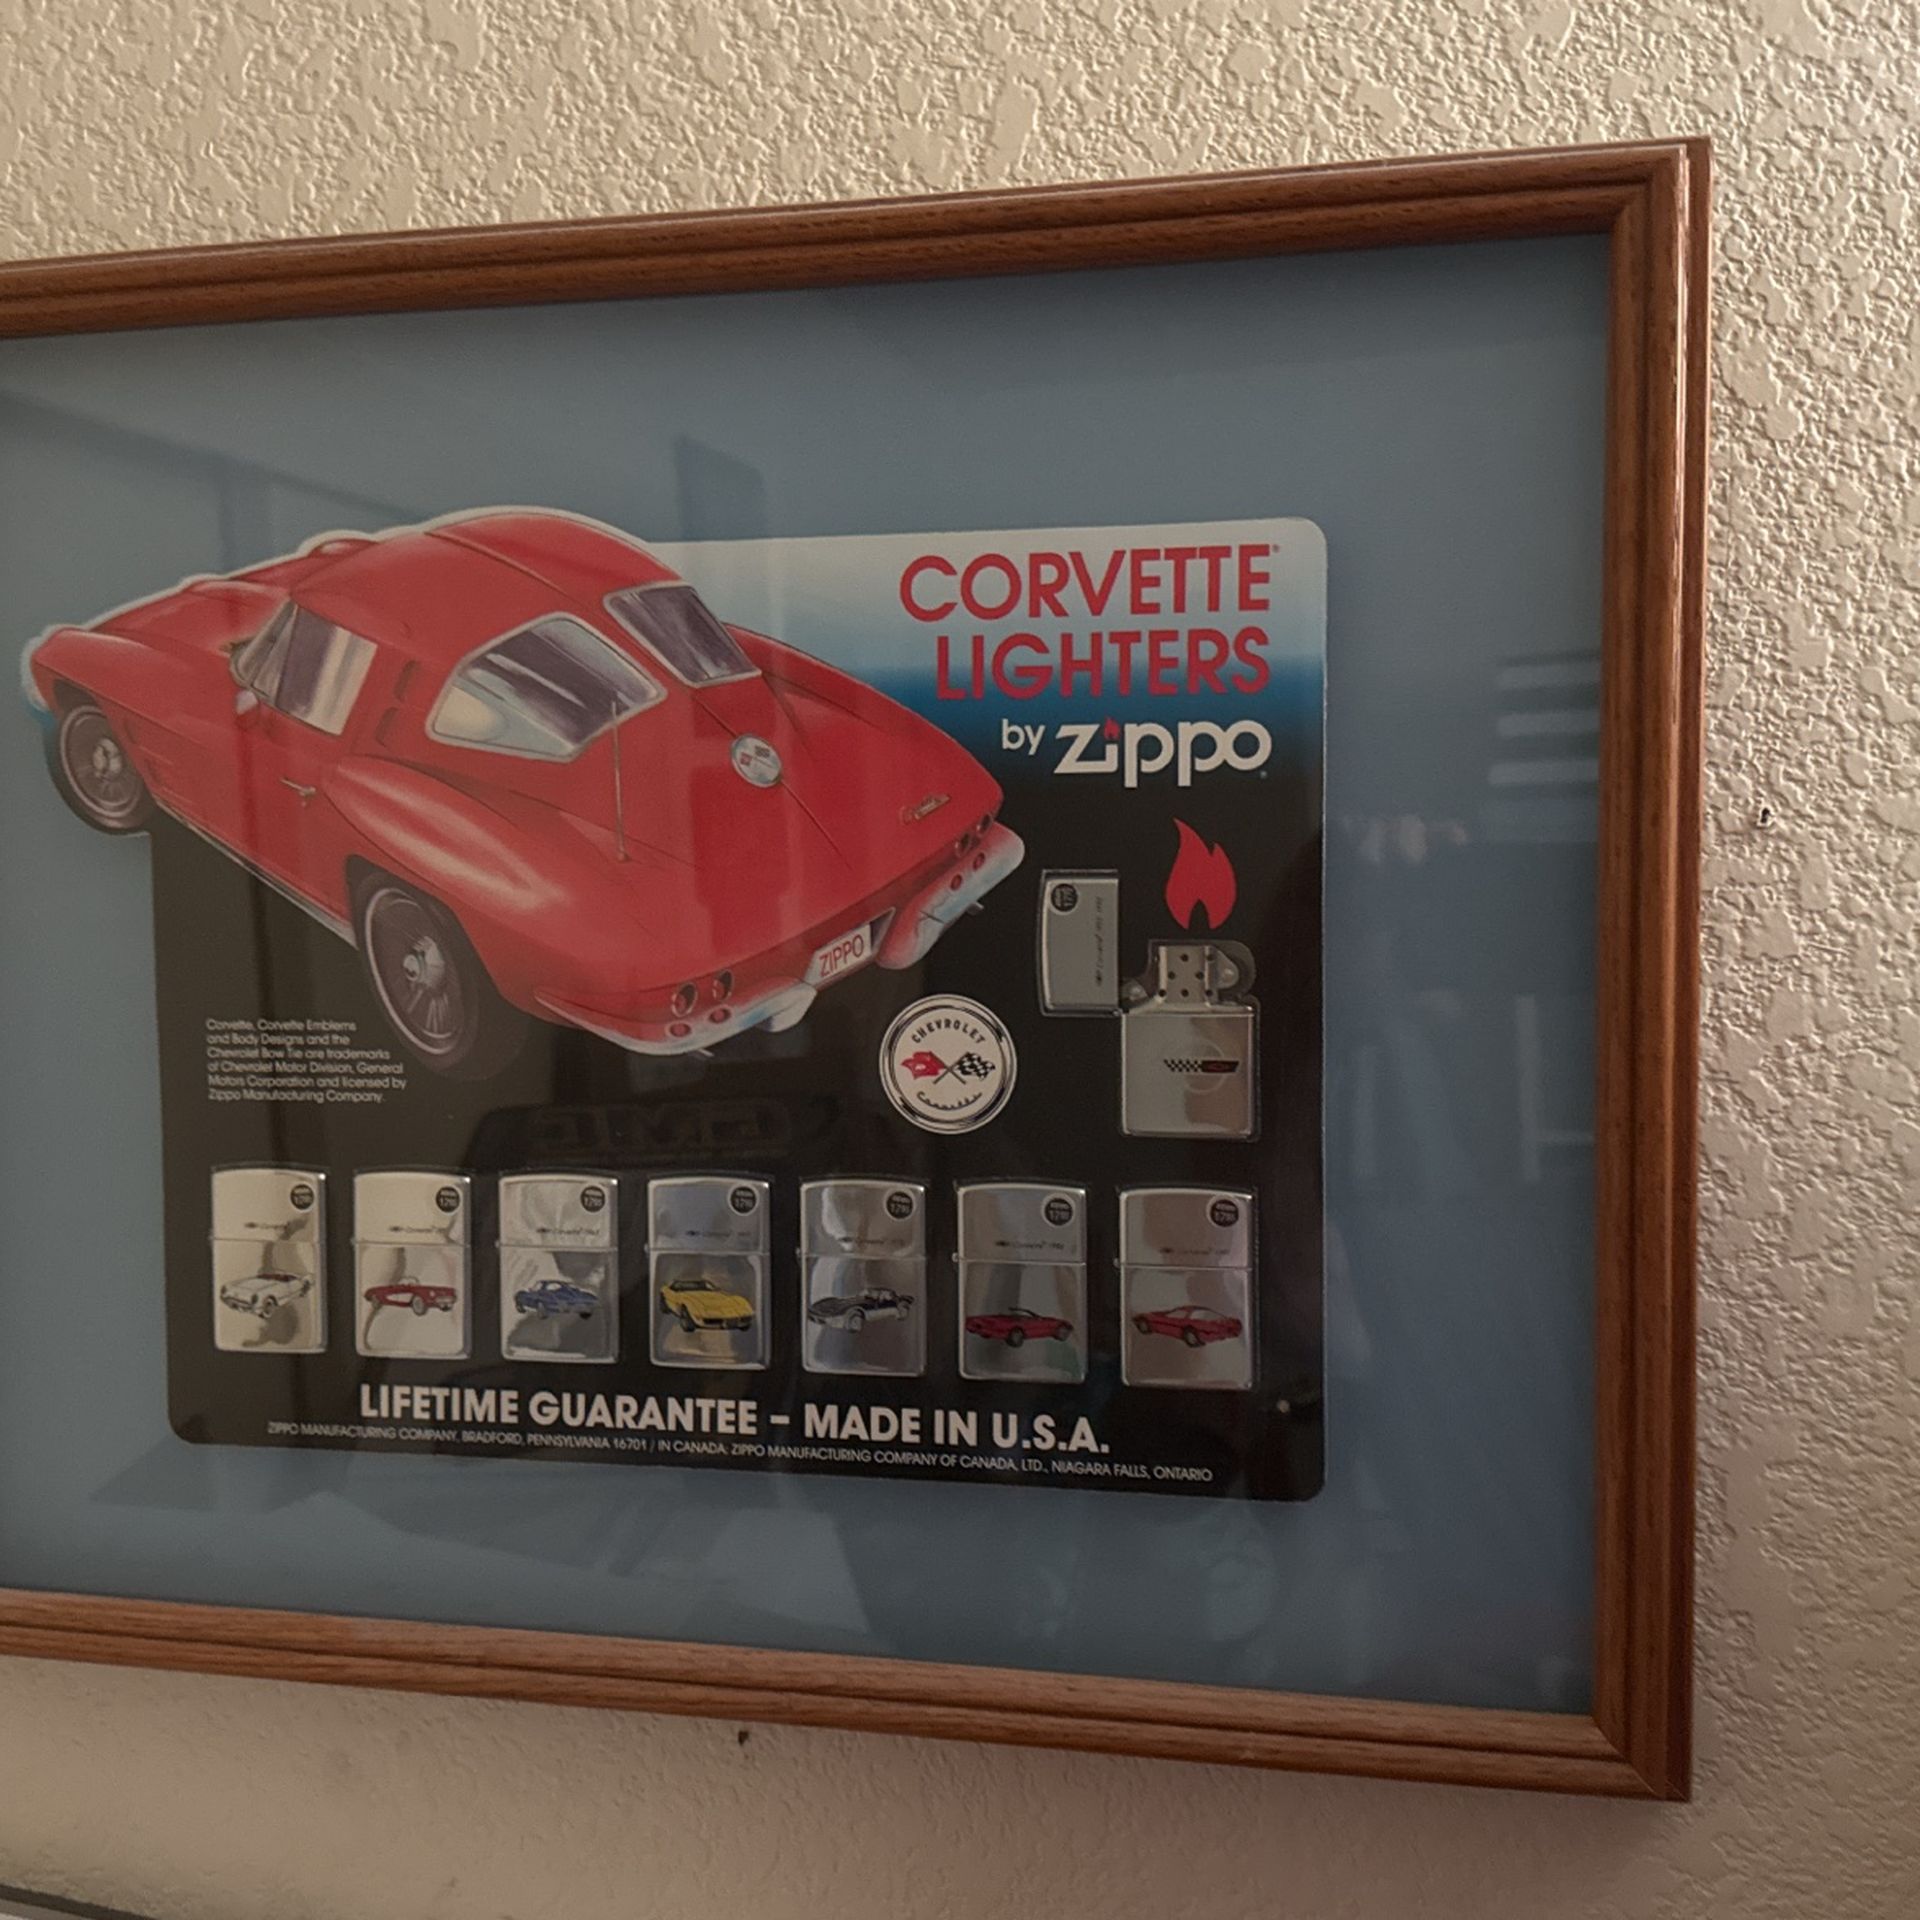 CORVETTE®
LIGHTERS
by Zippo
ZIPPO
CHEVROLET
Corvette
Corvette, Corvette Emblems
and Body Designs and the
Chevrolet Bow Tie are trademarks
of Chevrolet Motor Division, General
Motors Corporation and licensed by
Zippo Manufacturing Company.
LIFETIME GUARANTEE – MADE IN U.S.A.
ZIPPO MANUFACTURING COMPANY, BRADFORD, PENNSYLVANIA 16701 / IN CANADA: ZIPPO MANUFACTURING COMPANY OF CANADA, LTD., NIAGARA FALLS, ONTARIO